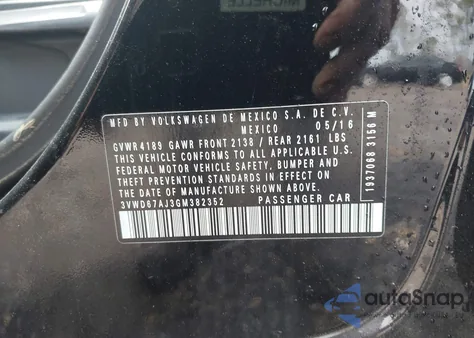 MICHELLE
MFD BY VOLKSWAGEN DE MEXICO S.A. DE C.V.
MEXICO 05/16
GVWR4189 GAWR FRONT 2138 / REAR 2161 LBS
THIS VEHICLE CONFORMS TO ALL APPLICABLE U.S.
FEDERAL MOTOR VEHICLE SAFETY, BUMPER AND
THEFT PREVENTION STANDARDS IN EFFECT ON
THE DATE OF MANUFACTURE SHOWN ABOVE.
3VWD67AJ3GM382352 PASSENGER CAR
1937068 3156 M
autoSnap